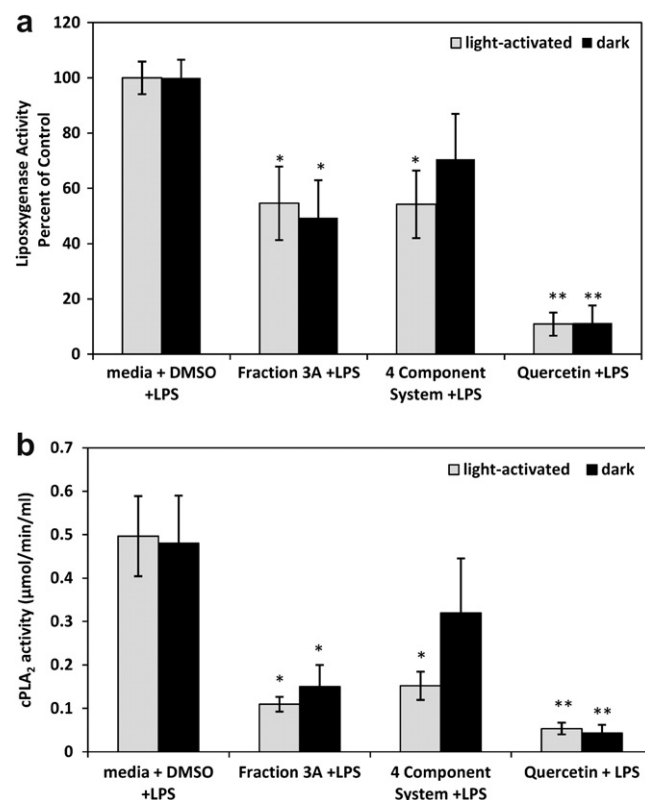 a
120
light-activated dark
100
80
60
40
20
0
Liposxygenase Activity
Percent of Control
* * * ** **
media + DMSO Fraction 3A +LPS 4 Component Quercetin +LPS
+LPS System +LPS
b
0.7
light-activated dark
0.6
0.5
0.4
0.3
0.2
0.1
0
cPLA₂ activity (µmol/min/ml)
* * * ** **
media + DMSO Fraction 3A +LPS 4 Component Quercetin + LPS
+LPS System +LPS